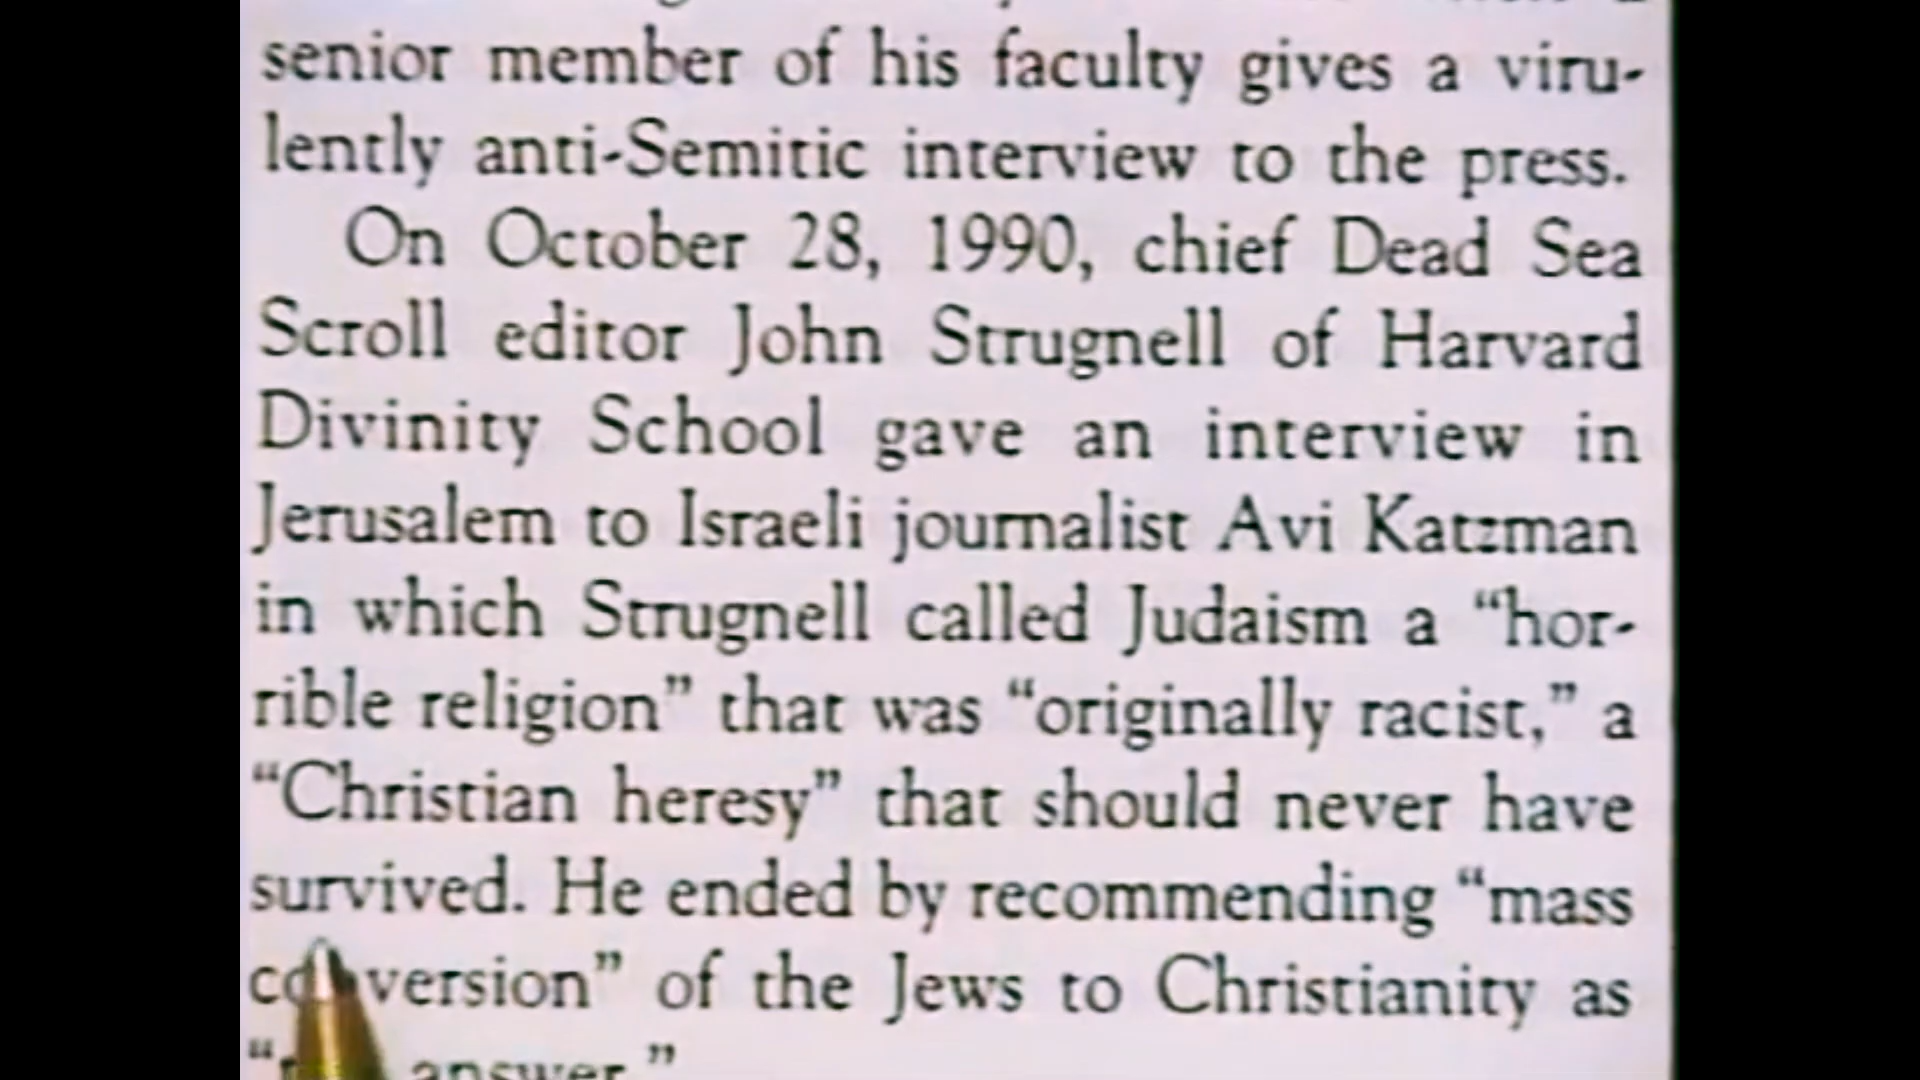 senior member of his faculty gives a viru-
lently anti-Semitic interview to the press.
On October 28, 1990, chief Dead Sea
Scroll editor John Strugnell of Harvard
Divinity School gave an interview in
Jerusalem to Israeli journalist Avi Katzman
in which Strugnell called Judaism a “hor-
rible religion” that was “originally racist,” a
“Christian heresy” that should never have
survived. He ended by recommending “mass
conversion” of the Jews to Christianity as
answer.”